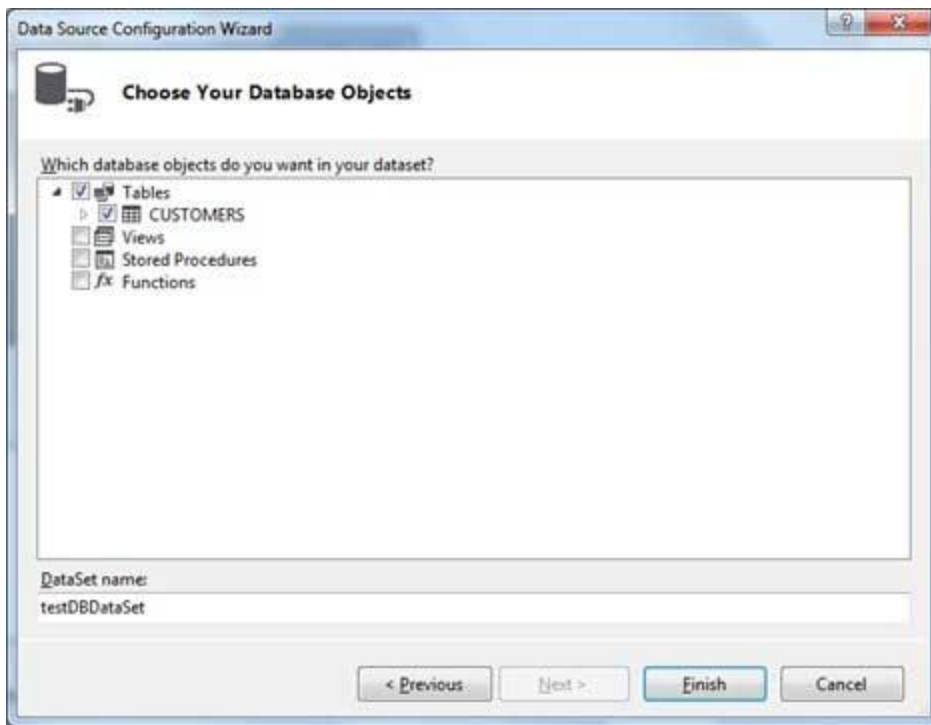 Data Source Configuration Wizard
Choose Your Database Objects
Which database objects do you want in your dataset?
Tables
CUSTOMERS
Views
Stored Procedures
fx Functions
DataSet name:
testDBDataSet
< Previous Next > Finish Cancel